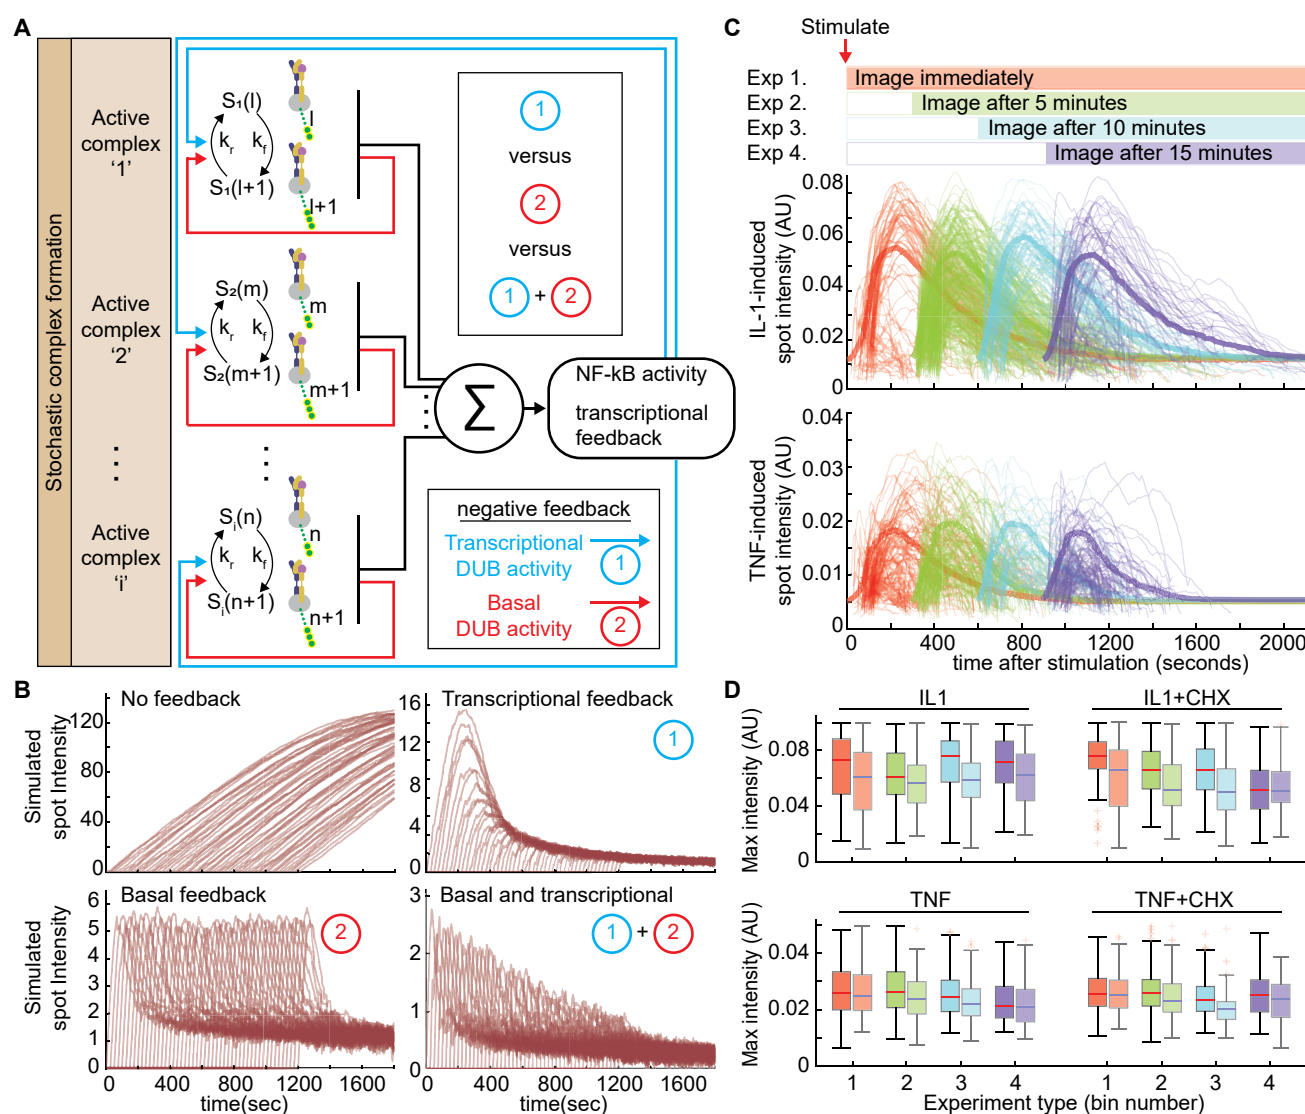 A
Stochastic complex formation
Active
complex
‘1’
Active
complex
‘2’
Active
complex
‘i’
S₁(l)
kr kf
S₁(l+1)
l
l+1
S₂(m)
kr kf
S₂(m+1)
m
m+1
Si(n)
kr kf
Si(n+1)
n
n+1
1
versus
2
versus
1 + 2
Σ
NF-kB activity
transcriptional
feedback
negative feedback
Transcriptional
DUB activity
1
Basal
DUB activity
2
B
No feedback
Simulated
spot Intensity
120
80
40
0
Transcriptional feedback
1
16
12
8
4
0
Basal feedback
2
Simulated
spot Intensity
6
5
4
3
2
1
0
0 400 800 1200 1600
time(sec)
Basal and transcriptional
1 + 2
3
2
1
0
0 400 800 1200 1600
time(sec)
C
Stimulate
Exp 1. Image immediately
Exp 2. Image after 5 minutes
Exp 3. Image after 10 minutes
Exp 4. Image after 15 minutes
IL-1-induced
spot intensity (AU)
0.08
0.06
0.04
0.02
0
TNF-induced
spot intensity (AU)
0.04
0.03
0.02
0.01
0
0 400 800 1200 1600 2000
time after stimulation (seconds)
D
IL1 IL1+CHX
Max intensity (AU)
0.08
0.04
0
TNF TNF+CHX
Max intensity (AU)
0.04
0.02
0
1 2 3 4 1 2 3 4
Experiment type (bin number)